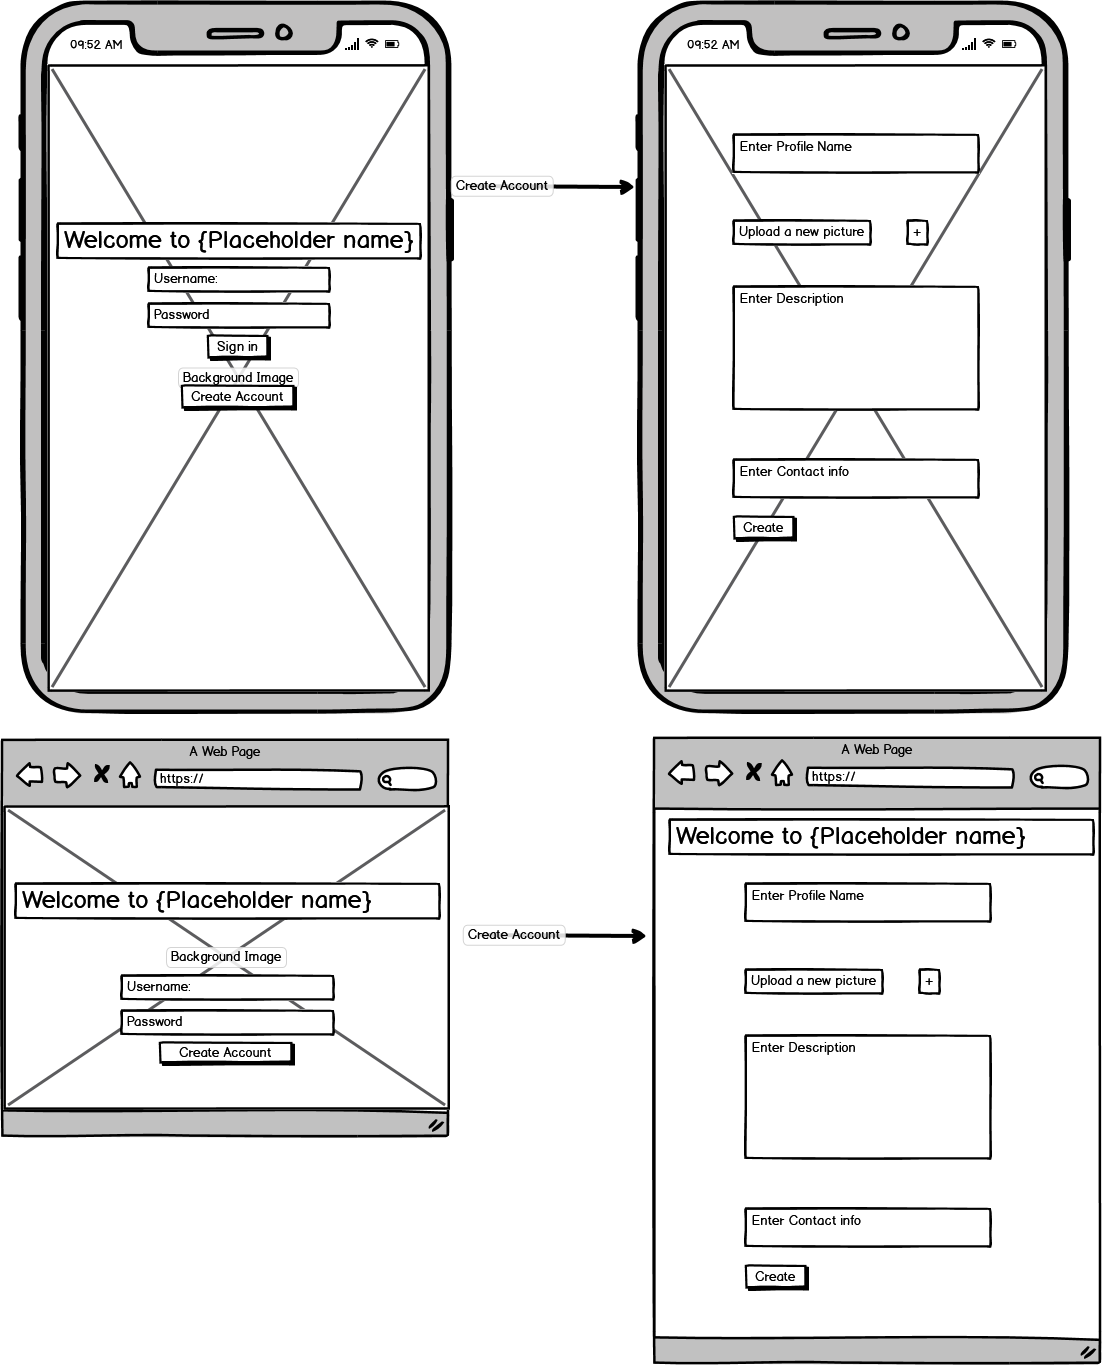 09:52 AM
Welcome to {Placeholder name}
Username:
Password
Sign in
Background Image
Create Account
Create Account
09:52 AM
Enter Profile Name
Upload a new picture
+
Enter Description
Enter Contact info
Create
A Web Page
https://
Welcome to {Placeholder name}
Background Image
Username:
Password
Create Account
Create Account
A Web Page
https://
Welcome to {Placeholder name}
Enter Profile Name
Upload a new picture
+
Enter Description
Enter Contact info
Create